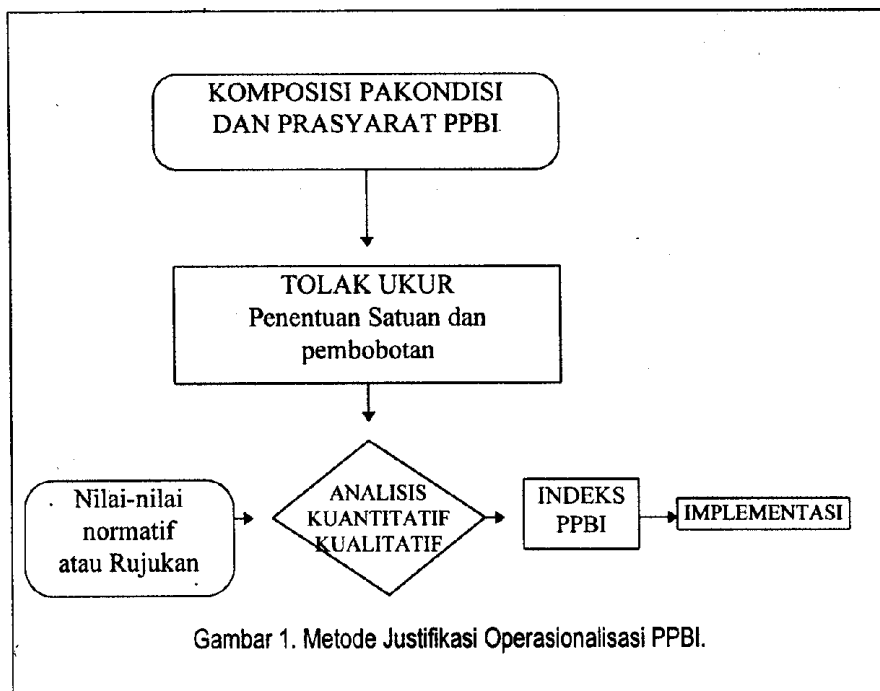 KOMPOSISI PAKONDISI
DAN PRASYARAT PPBI
TOLAK UKUR
Penentuan Satuan dan
pembobotan
Nilai-nilai
normatif
atau Rujukan
ANALISIS
KUANTITATIF
KUALITATIF
INDEKS
PPBI
IMPLEMENTASI
Gambar 1. Metode Justifikasi Operasionalisasi PPBI.